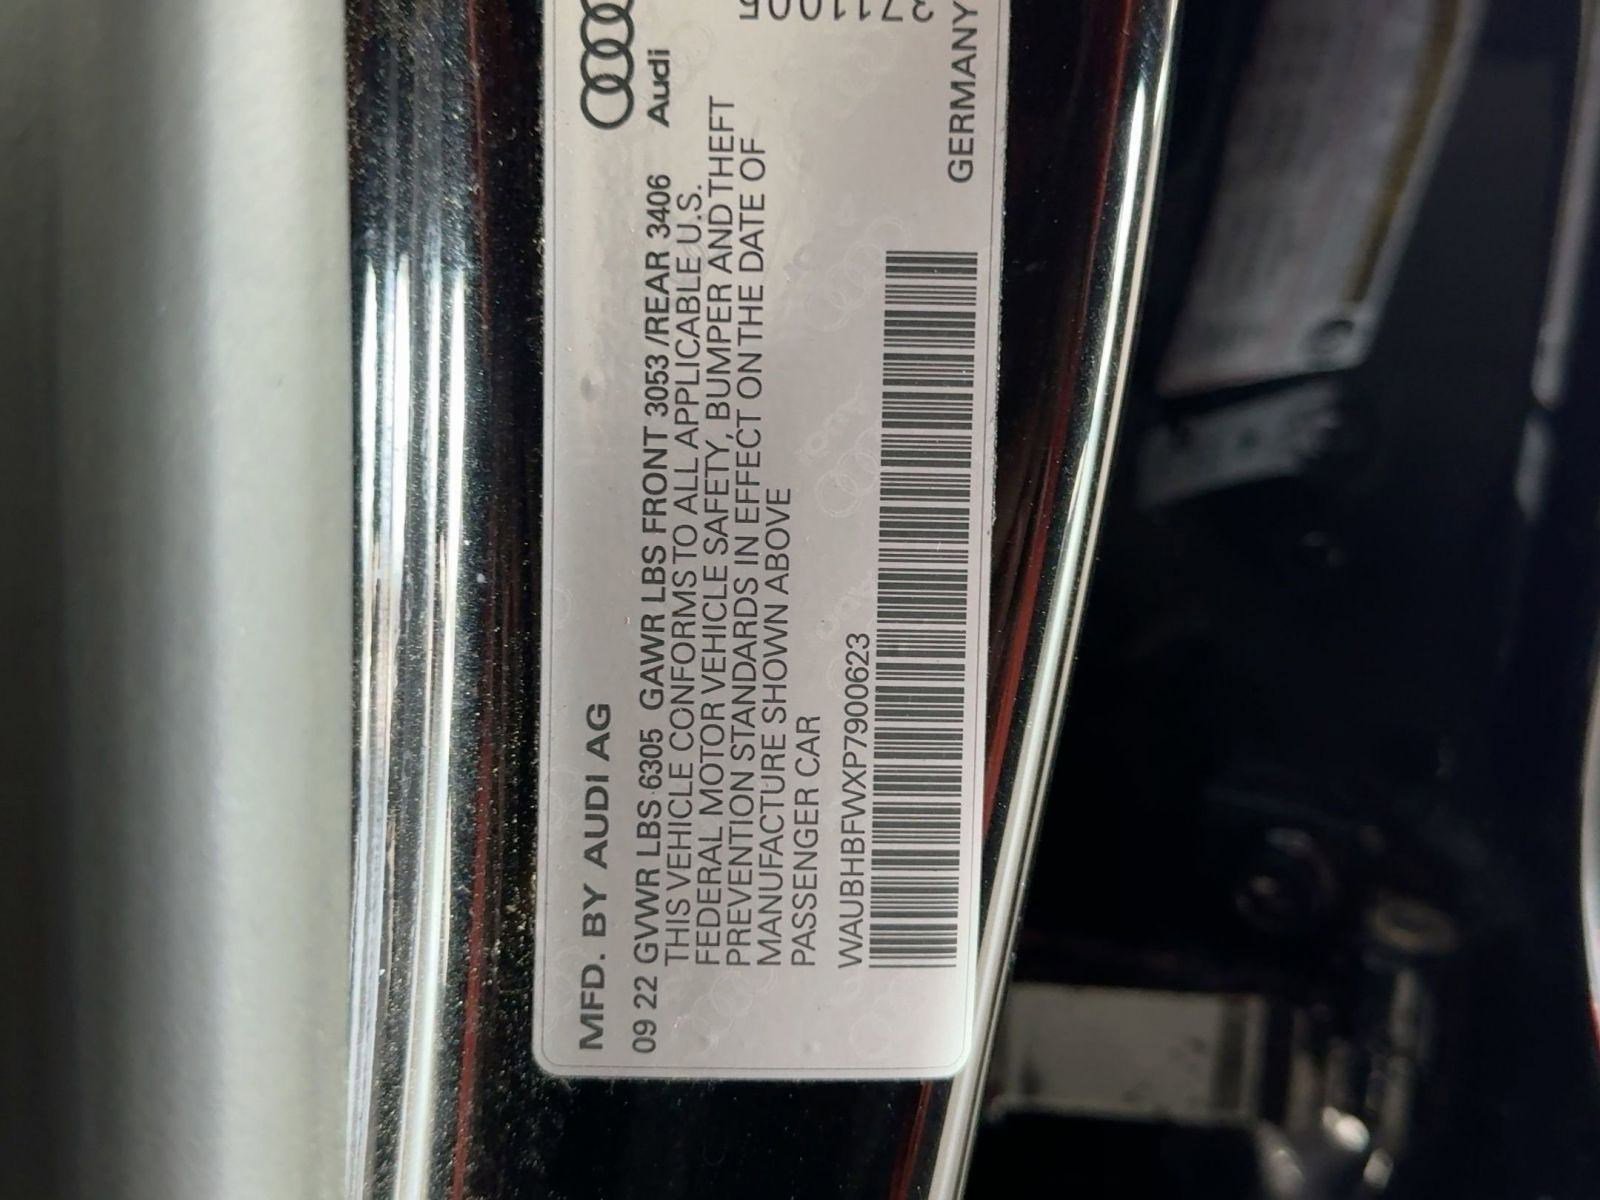 MFD. BY AUDI AG
Audi
09 22 GVWR LBS 6305 GAWR LBS FRONT 3053 /REAR 3406
THIS VEHICLE CONFORMS TO ALL APPLICABLE U.S.
FEDERAL MOTOR VEHICLE SAFETY, BUMPER AND THEFT
PREVENTION STANDARDS IN EFFECT ON THE DATE OF
MANUFACTURE SHOWN ABOVE
PASSENGER CAR
WAUBHBFWXP7900623
GERMANY